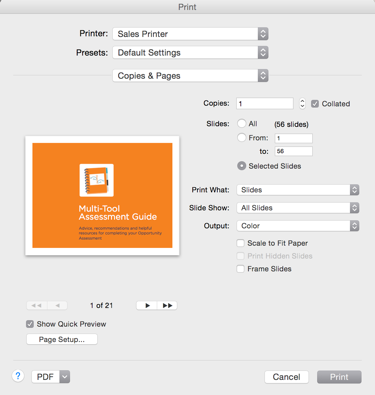 Print
Printer: Sales Printer
Presets: Default Settings
Copies & Pages
Copies: 1 Collated
Slides: All (56 slides)
From: 1
to: 56
Selected Slides
Multi-Tool
Assessment Guide
Advice, recommendations and helpful
resources for completing your Opportunity
Assessment
Print What: Slides
Slide Show: All Slides
Output: Color
Scale to Fit Paper
Print Hidden Slides
Frame Slides
1 of 21
Show Quick Preview
Page Setup...
? PDF Cancel Print